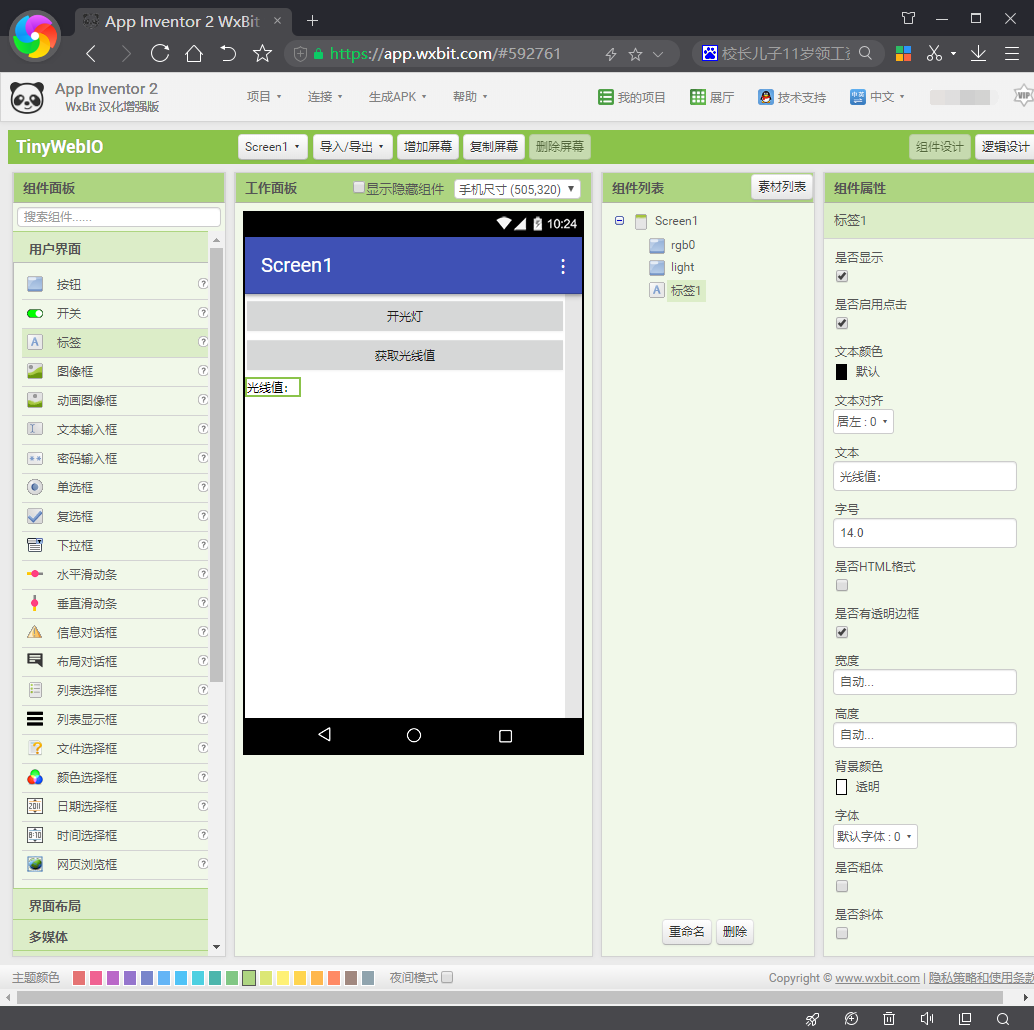 App Inventor 2 WxBit
https://app.wxbit.com/#592761
校长儿子11岁领工
App Inventor 2
WxBit 汉化增强版
项目 连接 生成APK 帮助 我的项目 展厅 技术支持 中文 VIP
TinyWebIO Screen1 导入/导出 增加屏幕 复制屏幕 删除屏幕 组件设计 逻辑设计
组件面板
搜索组件......
用户界面
按钮
开关
标签
图像框
动画图像框
文本输入框
密码输入框
单选框
复选框
下拉框
水平滑动条
垂直滑动条
信息对话框
布局对话框
列表选择框
列表显示框
文件选择框
颜色选择框
日期选择框
时间选择框
网页浏览框
界面布局
多媒体
工作面板 显示隐藏组件 手机尺寸 (505,320)
10:24
Screen1
开光灯
获取光线值
光线值：
组件列表 素材列表
Screen1
rgb0
light
A 标签1
重命名 删除
组件属性
标签1
是否显示
是否启用点击
文本颜色
默认
文本对齐
居左 : 0
文本
光线值：
字号
14.0
是否HTML格式
是否有透明边框
宽度
自动...
高度
自动...
背景颜色
透明
字体
默认字体 : 0
是否粗体
是否斜体
主题颜色 夜间模式 Copyright © www.wxbit.com | 隐私策略和使用条款